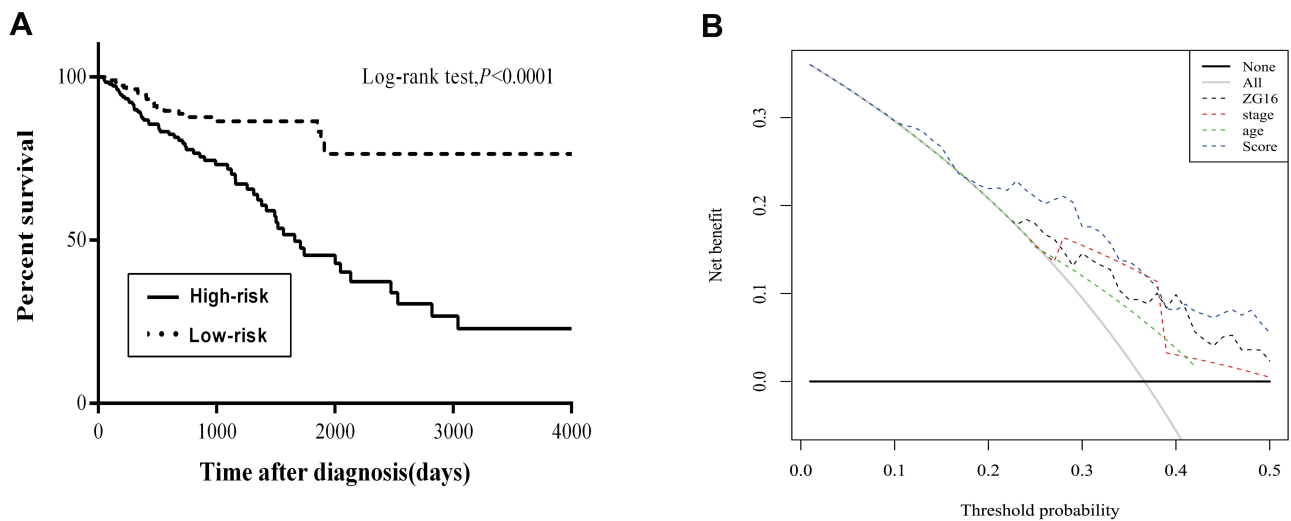 A
Log-rank test,P<0.0001
100
50
0
Percent survival
High-risk
Low-risk
0 1000 2000 3000 4000
Time after diagnosis(days)
B
None
All
ZG16
stage
age
Score
0.3
0.2
0.1
0.0
Net benefit
0.0 0.1 0.2 0.3 0.4 0.5
Threshold probability